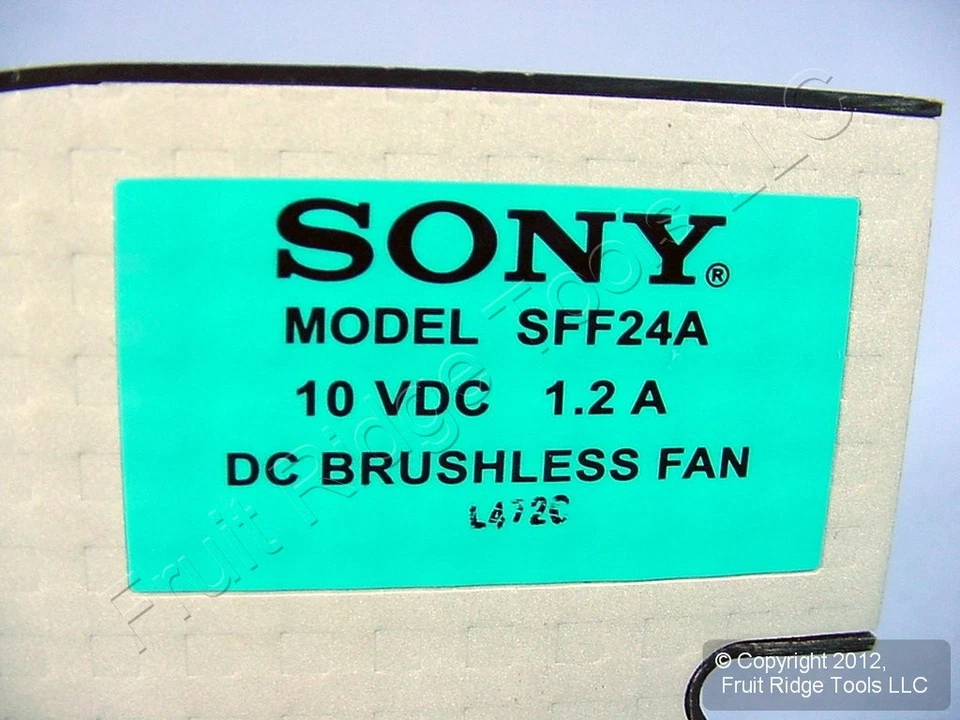 SONY®
MODEL SFF24A
10 VDC 1.2 A
DC BRUSHLESS FAN
L472C
Fruit Ridge Tools LLC
© Copyright 2012,
Fruit Ridge Tools LLC